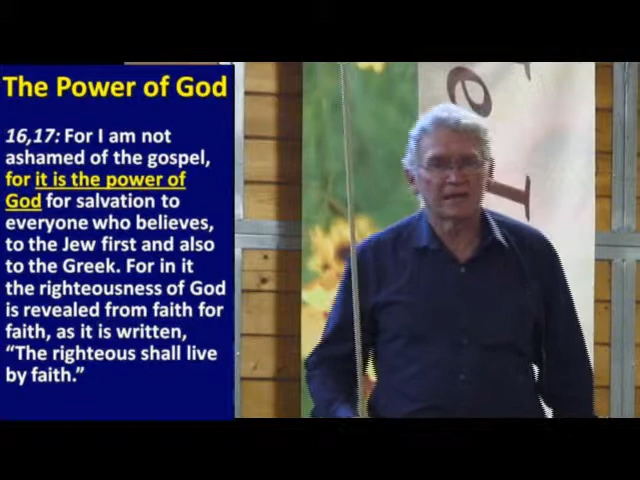 The Power of God
16,17: For I am not
ashamed of the gospel,
for it is the power of
God for salvation to
everyone who believes,
to the Jew first and also
to the Greek. For in it
the righteousness of God
is revealed from faith for
faith, as it is written,
“The righteous shall live
by faith.”